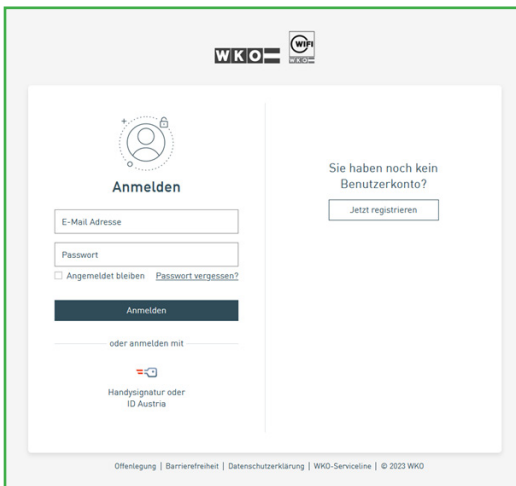 WKO
WIFI
WKO
Anmelden
E-Mail Adresse
Passwort
Angemeldet bleiben Passwort vergessen?
Anmelden
oder anmelden mit
Handysignatur oder
ID Austria
Sie haben noch kein
Benutzerkonto?
Jetzt registrieren
Offenlegung | Barrierefreiheit | Datenschutzerklärung | WKO-Serviceline | © 2023 WKO